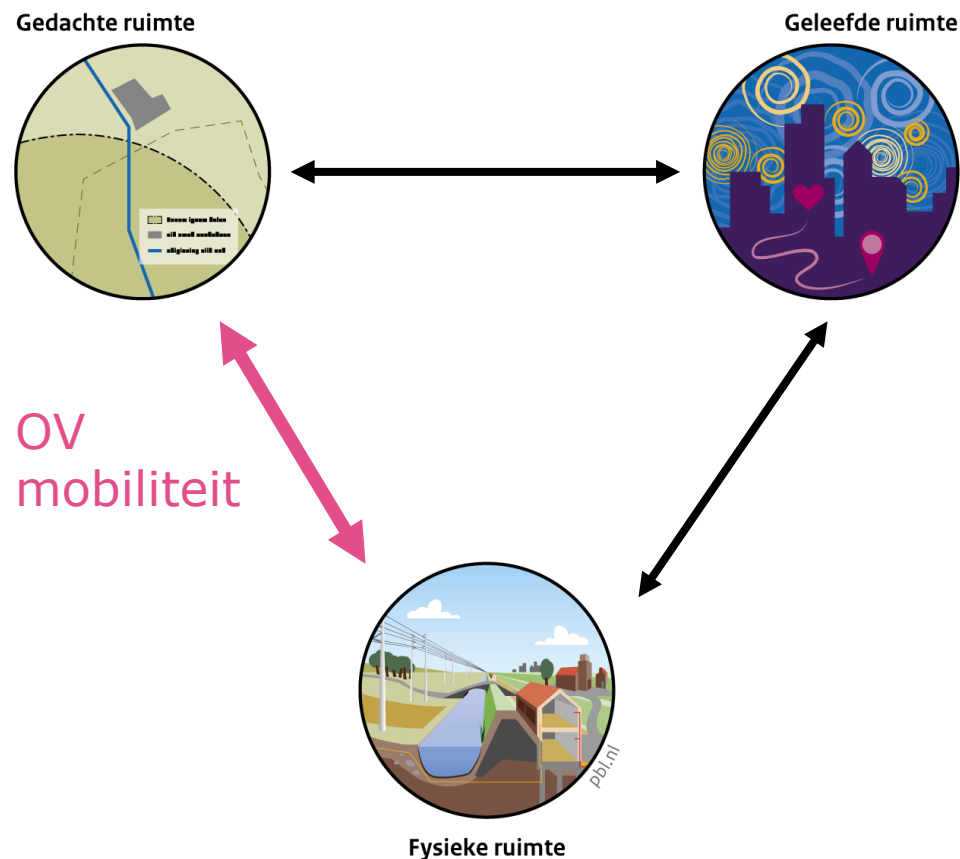 Gedachte ruimte
Geleefde ruimte
OV
mobiliteit
pbl.nl
Fysieke ruimte